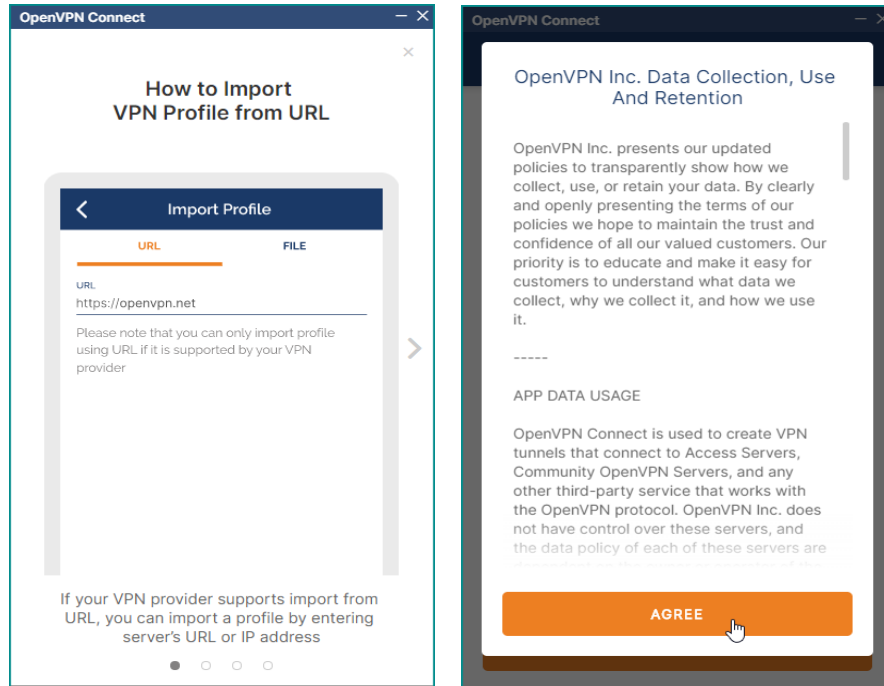 OpenVPN Connect
How to Import
VPN Profile from URL
Import Profile
URL
FILE
URL
https://openvpn.net
Please note that you can only import profile
using URL if it is supported by your VPN
provider
If your VPN provider supports import from
URL, you can import a profile by entering
server's URL or IP address
OpenVPN Connect
OpenVPN Inc. Data Collection, Use
And Retention
OpenVPN Inc. presents our updated
policies to transparently show how we
collect, use, or retain your data. By clearly
and openly presenting the terms of our
policies we hope to maintain the trust and
confidence of all our valued customers. Our
priority is to educate and make it easy for
customers to understand what data we
collect, why we collect it, and how we use
it.
-----
APP DATA USAGE
OpenVPN Connect is used to create VPN
tunnels that connect to Access Servers,
Community OpenVPN Servers, and any
other third-party service that works with
the OpenVPN protocol. OpenVPN Inc. does
not have control over these servers, and
the data policy of each of these servers are
AGREE